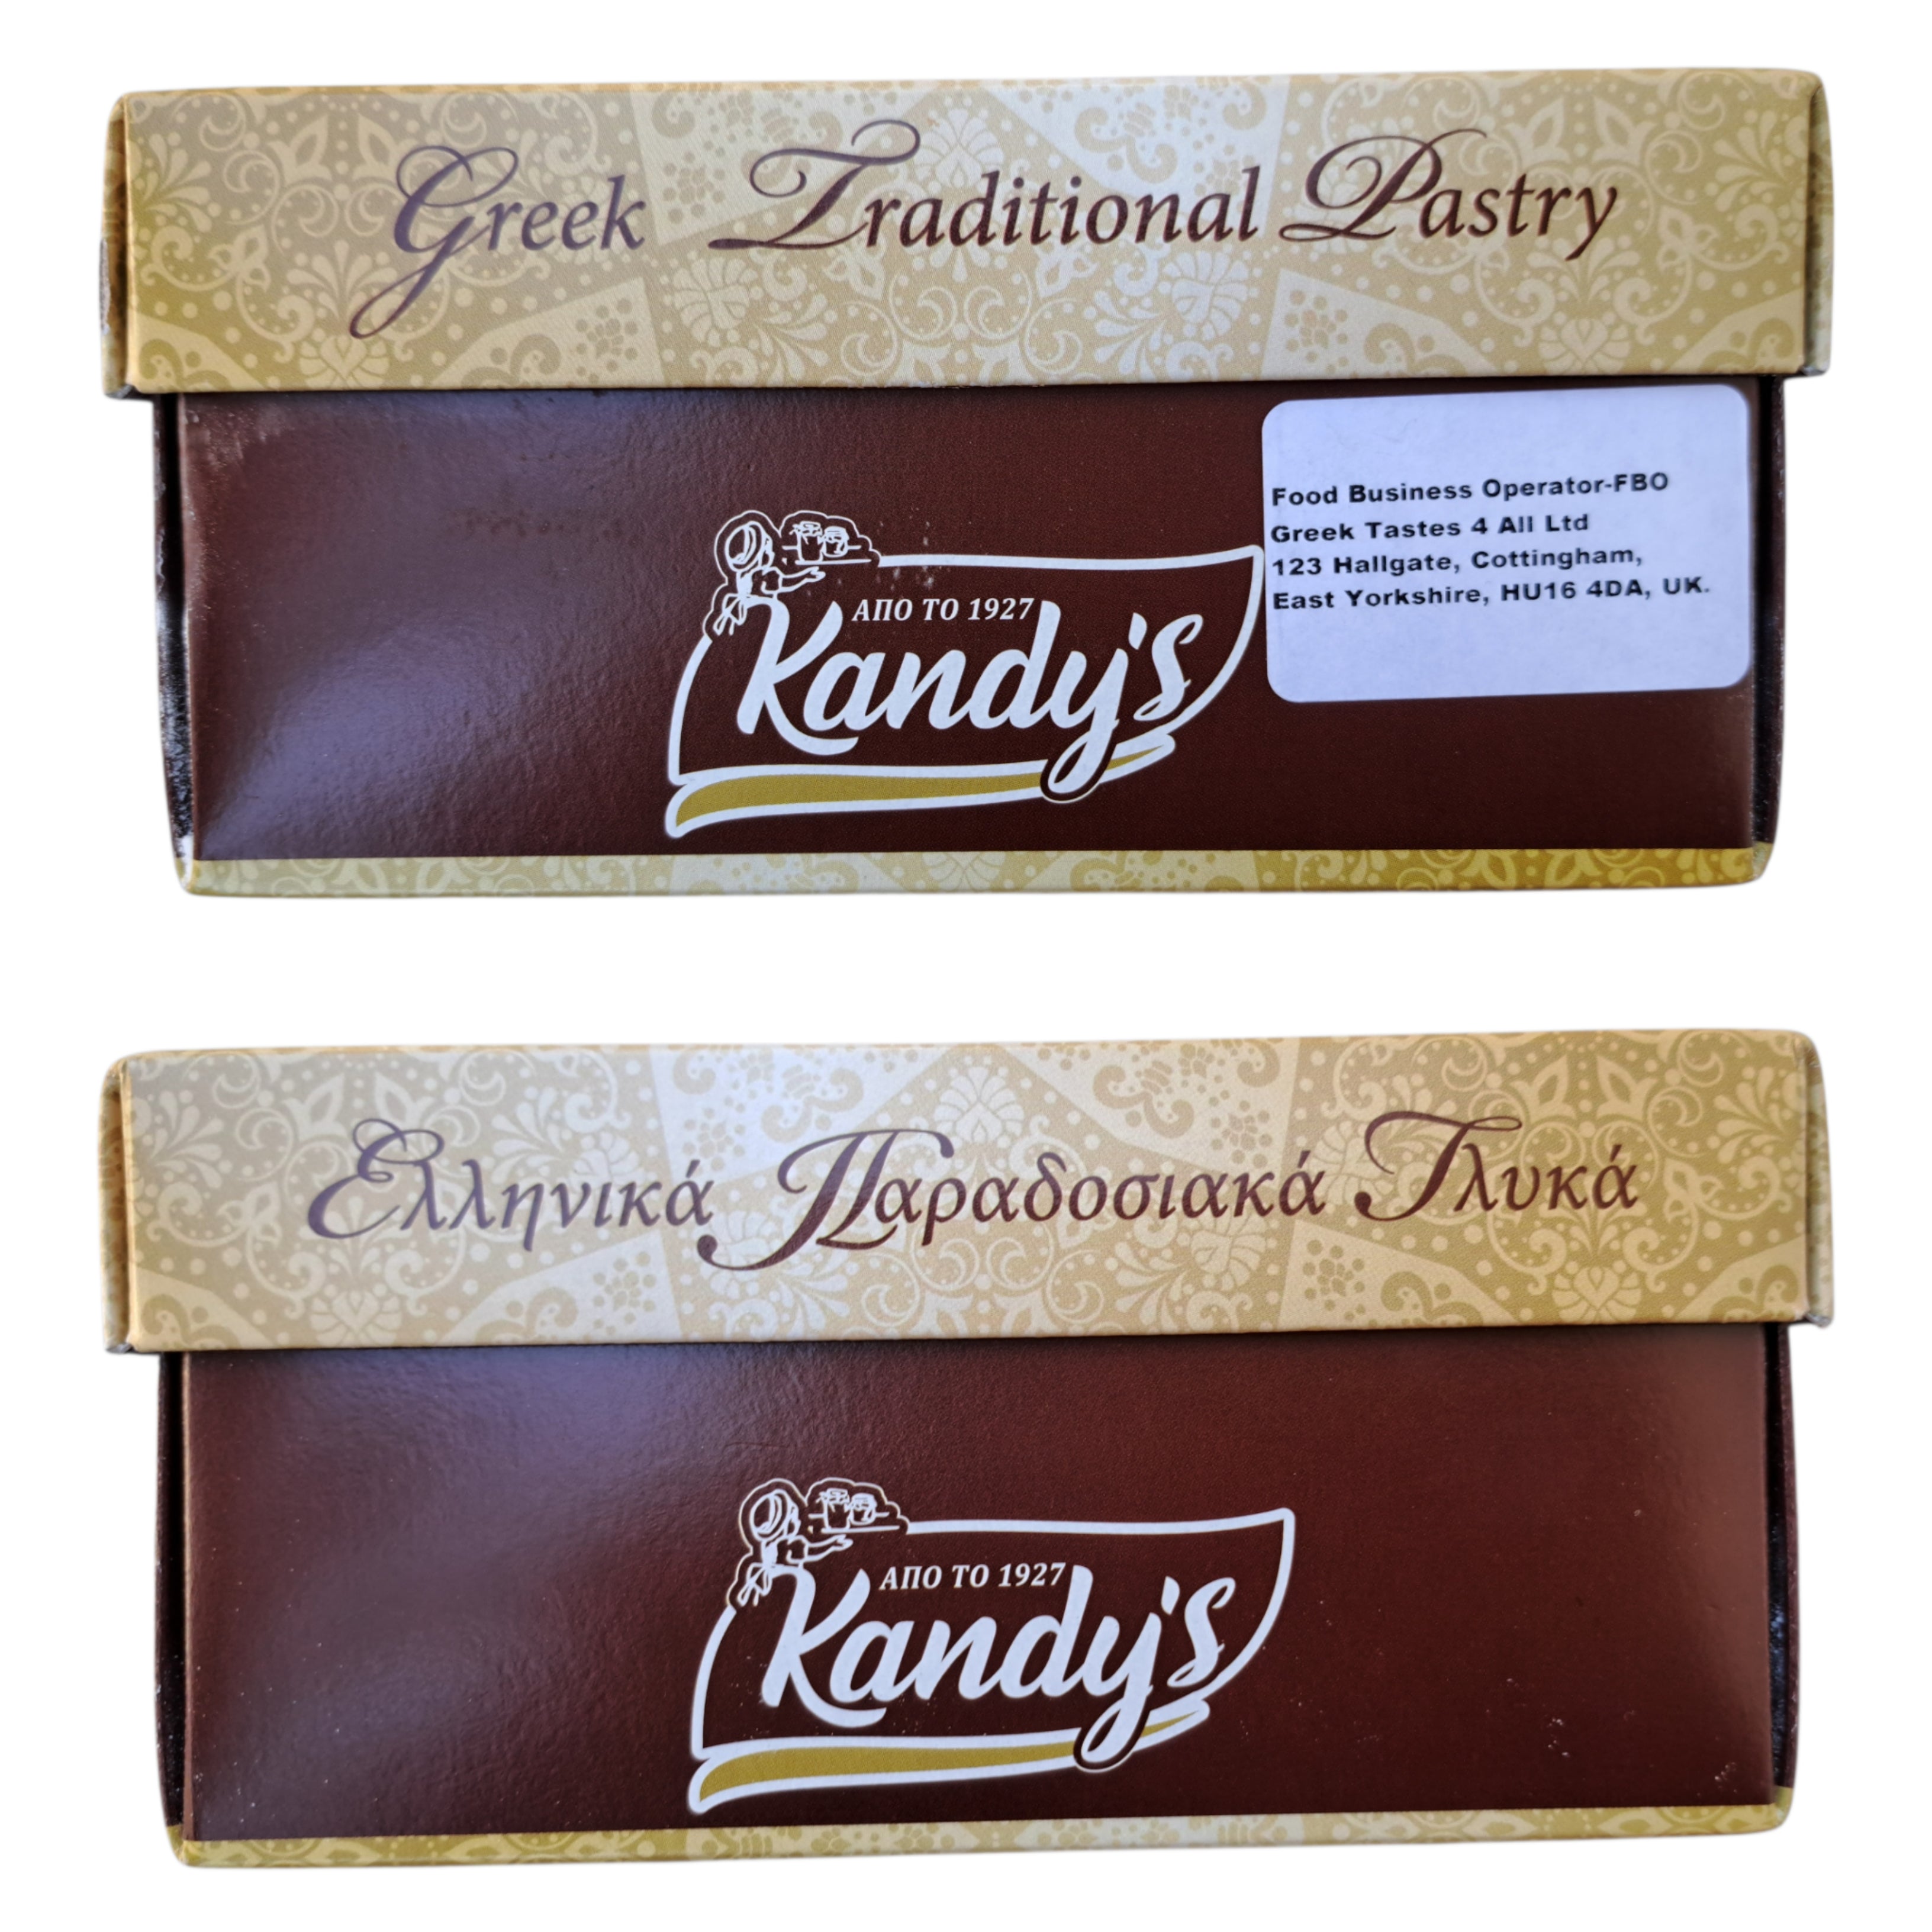 Greek Traditional Pastry
Food Business Operator-FBO
Greek Tastes 4 All Ltd
123 Hallgate, Cottingham,
East Yorkshire, HU16 4DA, UK.
ΑΠΟ ΤΟ 1927
Kandy's
Ελληνικά Παραδοσιακά Γλυκά
ΑΠΟ ΤΟ 1927
Kandy's